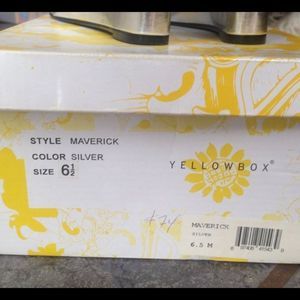 STYLE MAVERICK
COLOR SILVER
SIZE 6½
YELLOWBOX®
MAVERICK
SILVER
6.5 M